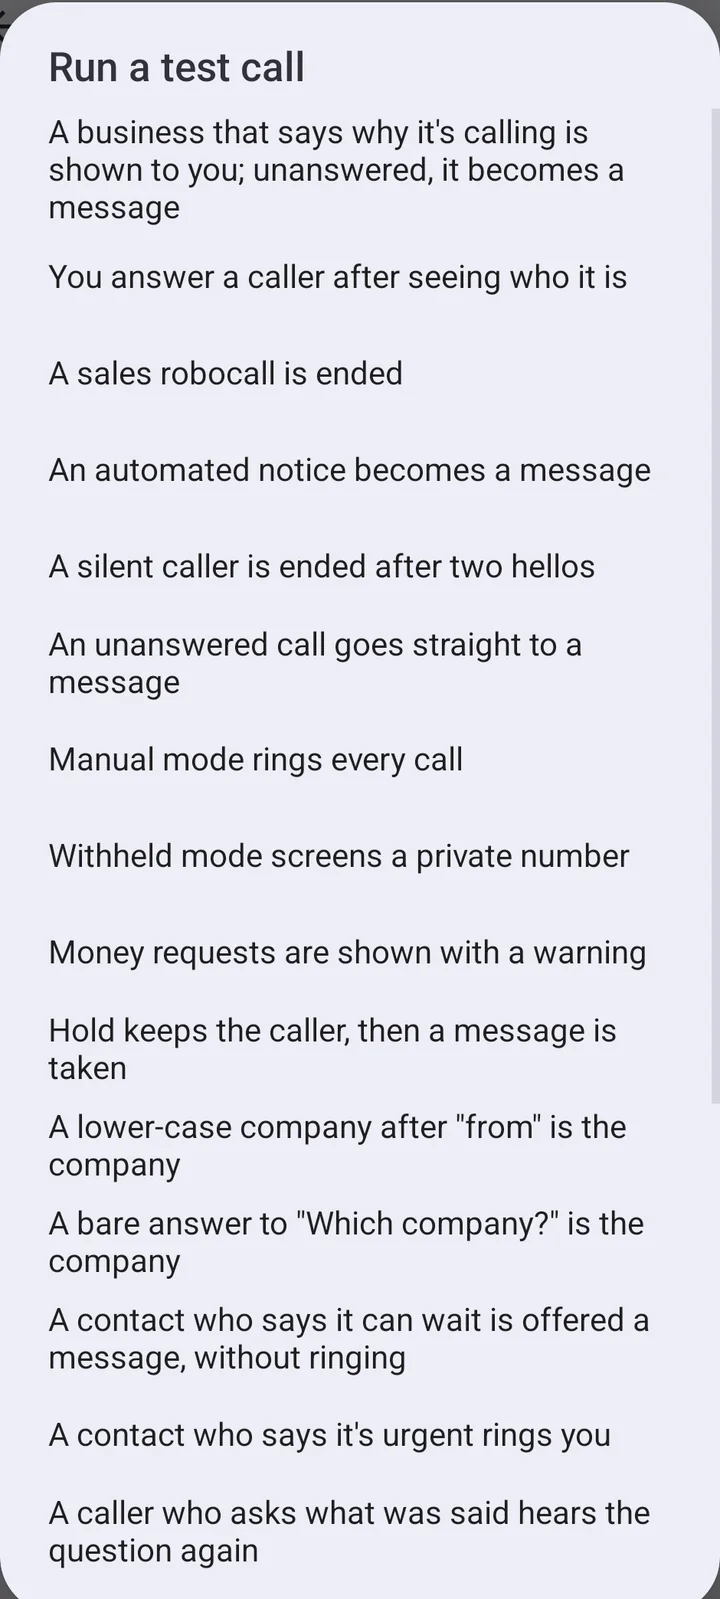 Run a test call
A business that says why it's calling is
shown to you; unanswered, it becomes a
message
You answer a caller after seeing who it is
A sales robocall is ended
An automated notice becomes a message
A silent caller is ended after two hellos
An unanswered call goes straight to a
message
Manual mode rings every call
Withheld mode screens a private number
Money requests are shown with a warning
Hold keeps the caller, then a message is
taken
A lower-case company after "from" is the
company
A bare answer to "Which company?" is the
company
A contact who says it can wait is offered a
message, without ringing
A contact who says it's urgent rings you
A caller who asks what was said hears the
question again